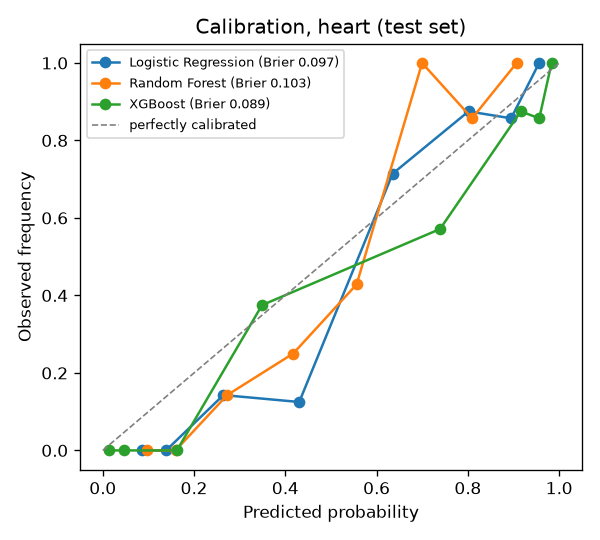 Calibration, heart (test set)
Logistic Regression (Brier 0.097)
Random Forest (Brier 0.103)
XGBoost (Brier 0.089)
perfectly calibrated
Observed frequency
1.0
0.8
0.6
0.4
0.2
0.0
0.0 0.2 0.4 0.6 0.8 1.0
Predicted probability